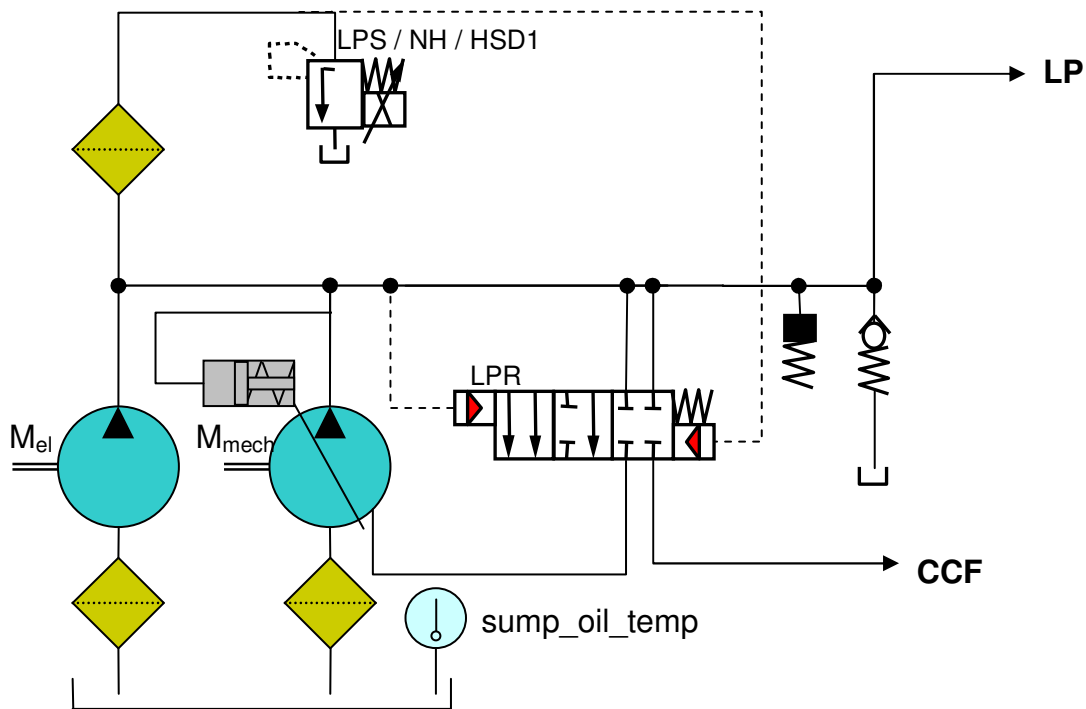 LPS / NH / HSD1
LP
LPR
Mel
Mmech
CCF
sump_oil_temp